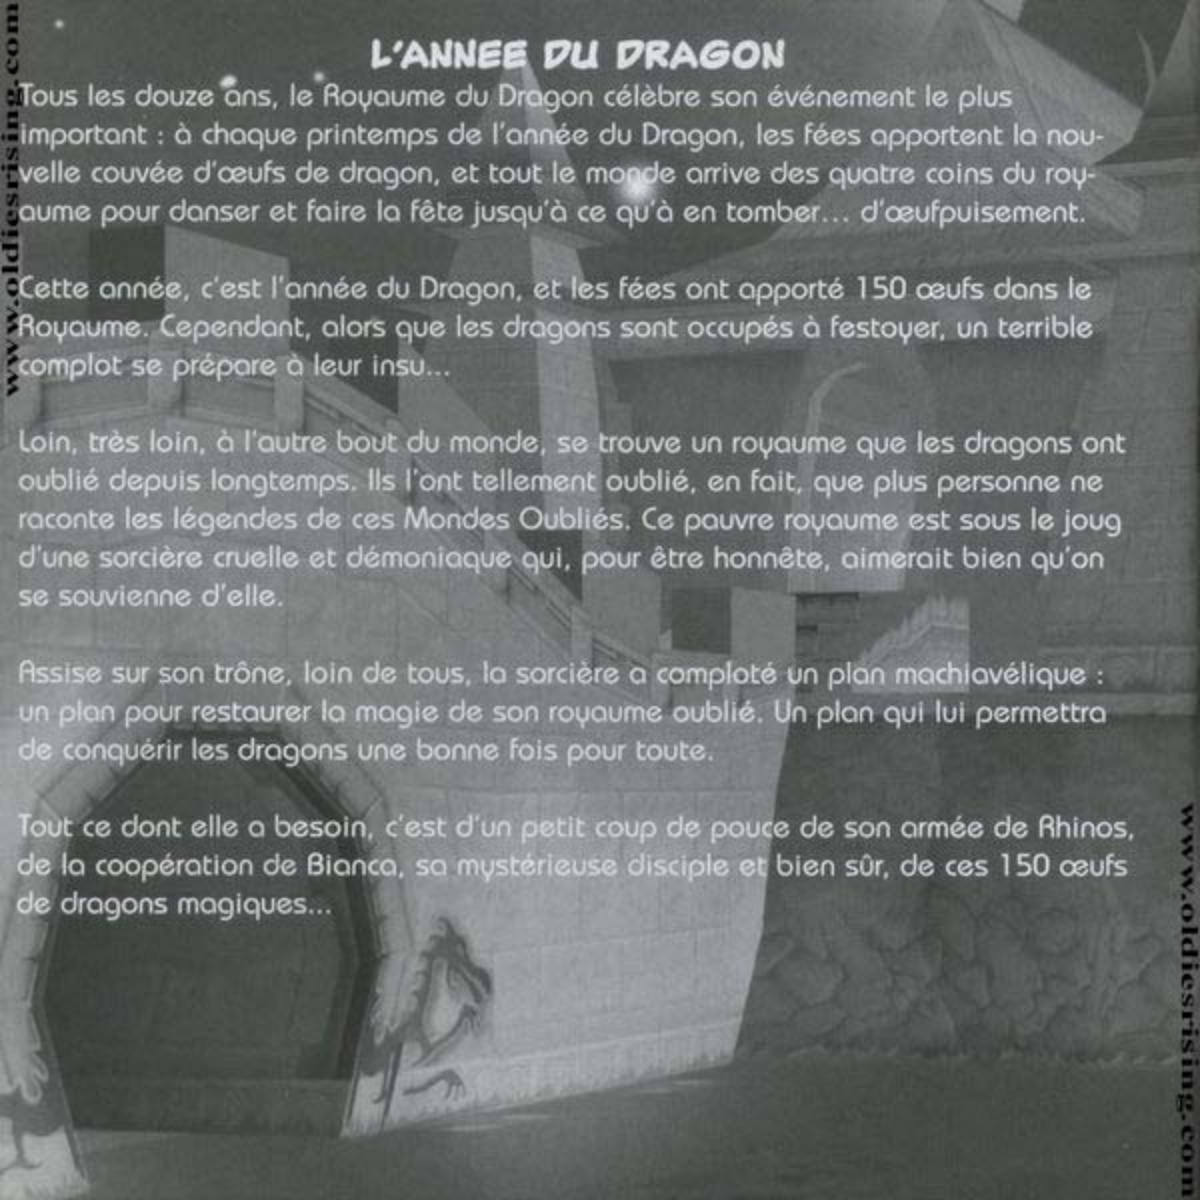 L'ANNEE DU DRAGON
Tous les douze ans, le Royaume du Dragon célèbre son événement le plus
important : à chaque printemps de l'année du Dragon, les fées apportent la nou-
velle couvée d'œufs de dragon, et tout le monde arrive des quatre coins du roy-
aume pour danser et faire la fête jusqu'à ce qu'à en tomber... d'œufpuisement.
Cette année, c'est l'année du Dragon, et les fées ont apporté 150 œufs dans le
Royaume. Cependant, alors que les dragons sont occupés à festoyer, un terrible
complot se prépare à leur insu...
Loin, très loin, à l'autre bout du monde, se trouve un royaume que les dragons ont
oublié depuis longtemps. Ils l'ont tellement oublié, en fait, que plus personne ne
raconte les légendes de ces Mondes Oubliés. Ce pauvre royaume est sous le joug
d'une sorcière cruelle et démoniaque qui, pour être honnête, aimerait bien qu'on
se souvienne d'elle.
Assise sur son trône, loin de tous, la sorcière a comploté un plan machiavélique :
un plan pour restaurer la magie de son royaume oublié. Un plan qui lui permettra
de conquérir les dragons une bonne fois pour toute.
Tout ce dont elle a besoin, c'est d'un petit coup de pouce de son armée de Rhinos,
de la coopération de Bianca, sa mystérieuse disciple et bien sûr, de ces 150 œufs
de dragons magiques...
www.oldiesrising.com
www.oldiesrising.com